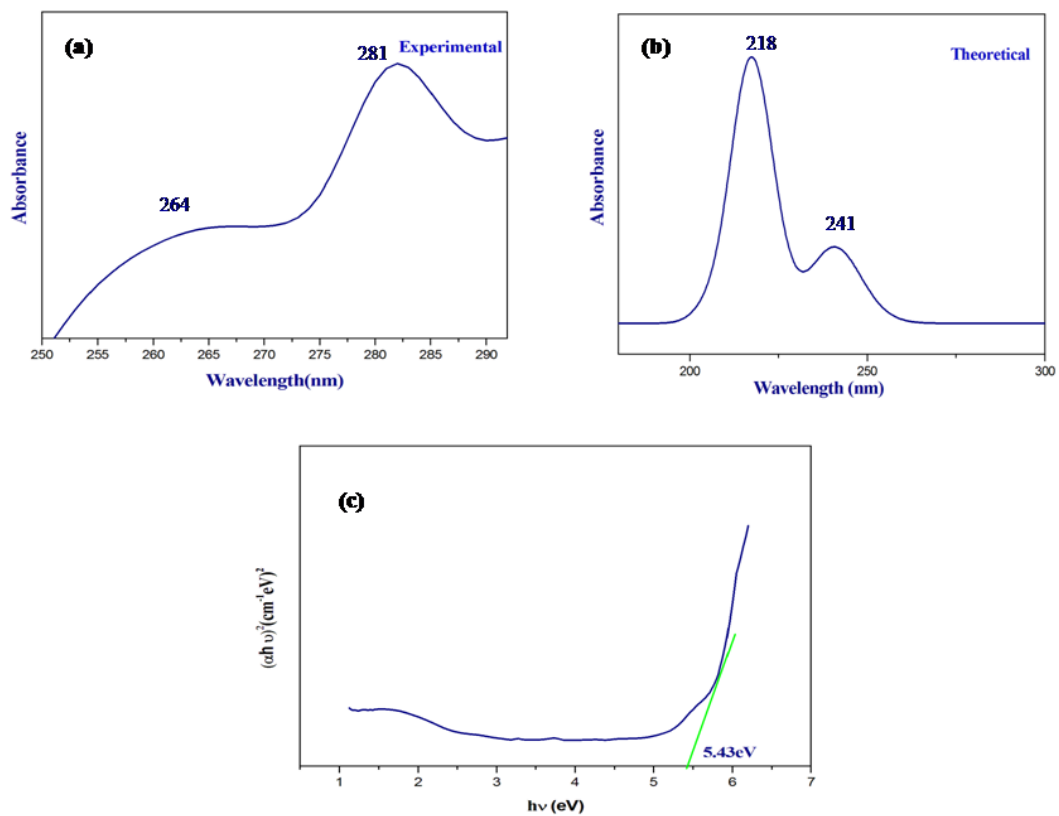 (a)
Experimental
281
264
Absorbance
250 255 260 265 270 275 280 285 290
Wavelength(nm)
(b)
Theoretical
218
241
Absorbance
200 250 300
Wavelength (nm)
(c)
(αh υ)²(cm⁻¹eV)²
5.43eV
1 2 3 4 5 6 7
hν (eV)